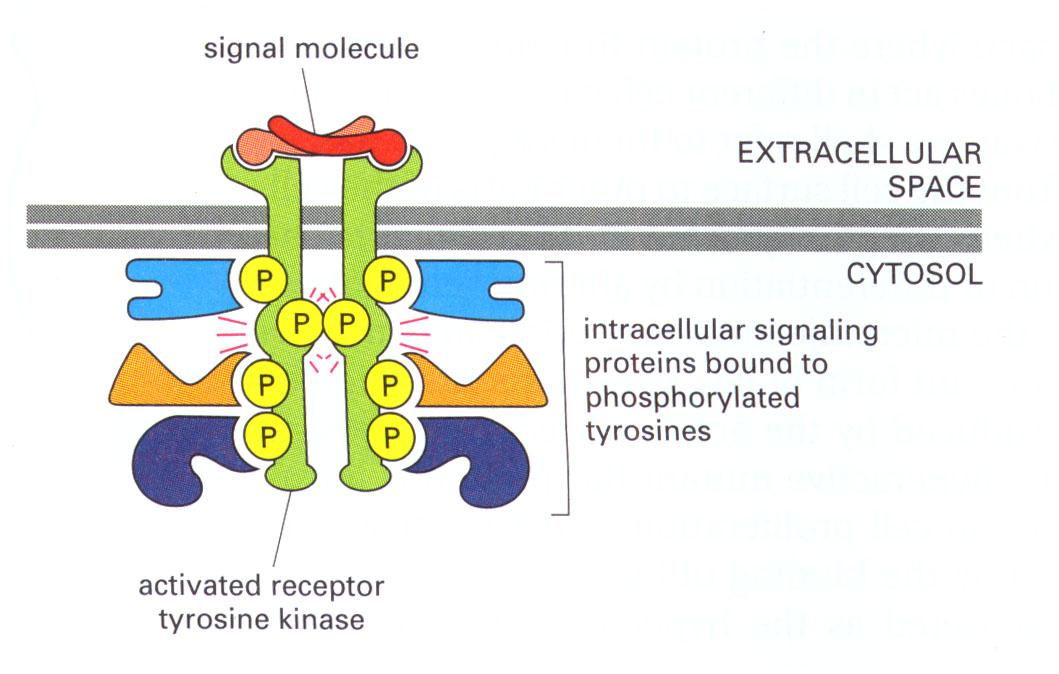 signal molecule
EXTRACELLULAR
SPACE
CYTOSOL
P P
P P
P P
P P
intracellular signaling
proteins bound to
phosphorylated
tyrosines
activated receptor
tyrosine kinase